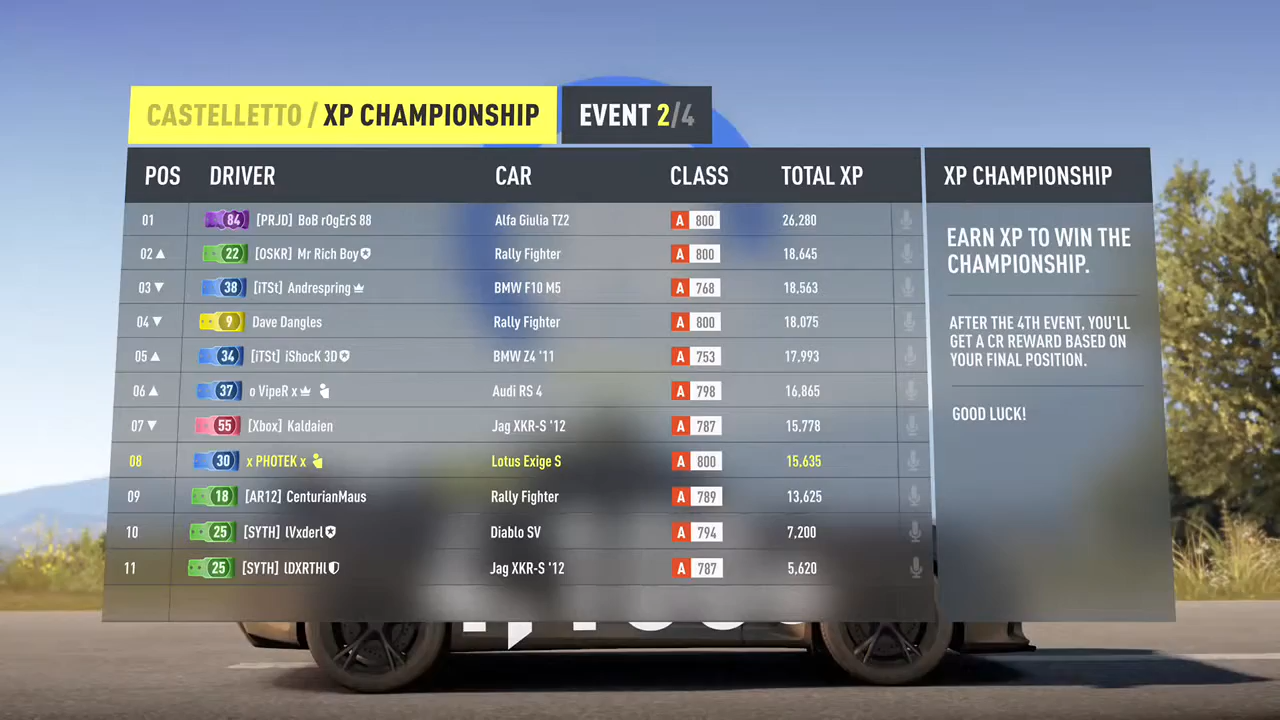 CASTELLETTO / XP CHAMPIONSHIP EVENT 2/4
POS DRIVER CAR CLASS TOTAL XP
01 84 [PRJD] BoB rOgErS 88 Alfa Giulia TZ2 A 800 26,280
02 22 [OSKR] Mr Rich Boy Rally Fighter A 800 18,645
03 38 [iTSt] Andrespring BMW F10 M5 A 768 18,563
04 9 Dave Dangles Rally Fighter A 800 18,075
05 34 [iTSt] iShocK 3D BMW Z4 '11 A 753 17,993
06 37 o VipeR x Audi RS 4 A 798 16,865
07 55 [Xbox] Kaldaien Jag XKR-S '12 A 787 15,778
08 30 x PHOTEK x Lotus Exige S A 800 15,635
09 18 [AR12] CenturianMaus Rally Fighter A 789 13,625
10 25 [SYTH] lVxderl Diablo SV A 794 7,200
11 25 [SYTH] lDXRTHl Jag XKR-S '12 A 787 5,620
XP CHAMPIONSHIP
EARN XP TO WIN THE
CHAMPIONSHIP.
AFTER THE 4TH EVENT, YOU'LL
GET A CR REWARD BASED ON
YOUR FINAL POSITION.
GOOD LUCK!